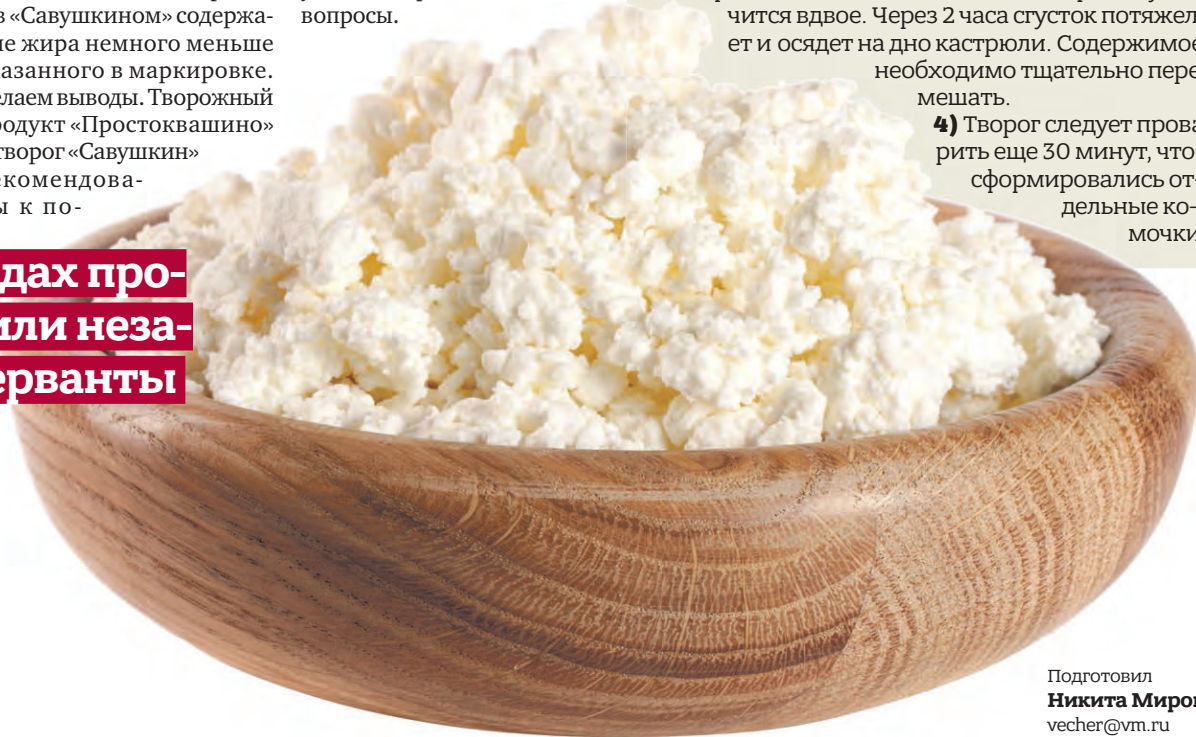 в «Савушкином» содержа-
ие жира немного меньше
казанного в маркировке.
елаем выводы. Творожный
родукт «Простоквашино»
творог «Савушкин»
екомендова-
ы к по-
вопросы.
дах про-
или неза-
ерванты
чится вдвое. Через 2 часа сгусток потяжел
ет и осядет на дно кастрюли. Содержимое
необходимо тщательно пере
мешать.
4) Творог следует прова
рить еще 30 минут, что
сформировались от-
дельные ко-
мочки
Подготовил
Никита Миро
vecher@vm.ru